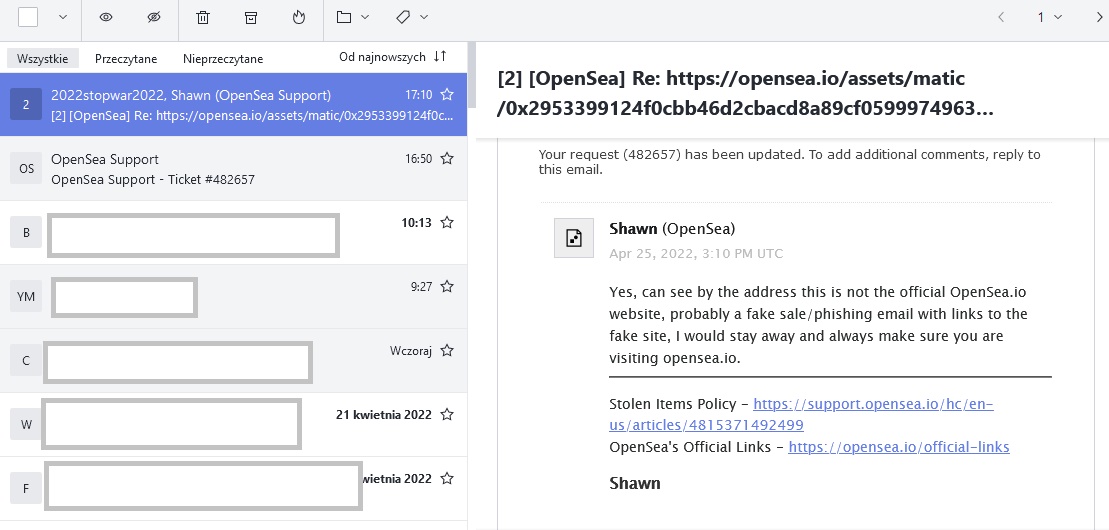 1
Wszystkie Przeczytane Nieprzeczytane Od najnowszych
2 2022stopwar2022, Shawn (OpenSea Support) 17:10
[2] [OpenSea] Re: https://opensea.io/assets/matic/0x2953399124f0c...
OS OpenSea Support 16:50
OpenSea Support - Ticket #482657
B 10:13
YM 9:27
C Wczoraj
W 21 kwietnia 2022
F wietnia 2022
[2] [OpenSea] Re: https://opensea.io/assets/matic
/0x2953399124f0cbb46d2cbacd8a89cf0599974963...
Your request (482657) has been updated. To add additional comments, reply to
this email.
Shawn (OpenSea)
Apr 25, 2022, 3:10 PM UTC
Yes, can see by the address this is not the official OpenSea.io
website, probably a fake sale/phishing email with links to the
fake site, I would stay away and always make sure you are
visiting opensea.io.
Stolen Items Policy - https://support.opensea.io/hc/en-
us/articles/4815371492499
OpenSea's Official Links - https://opensea.io/official-links
Shawn